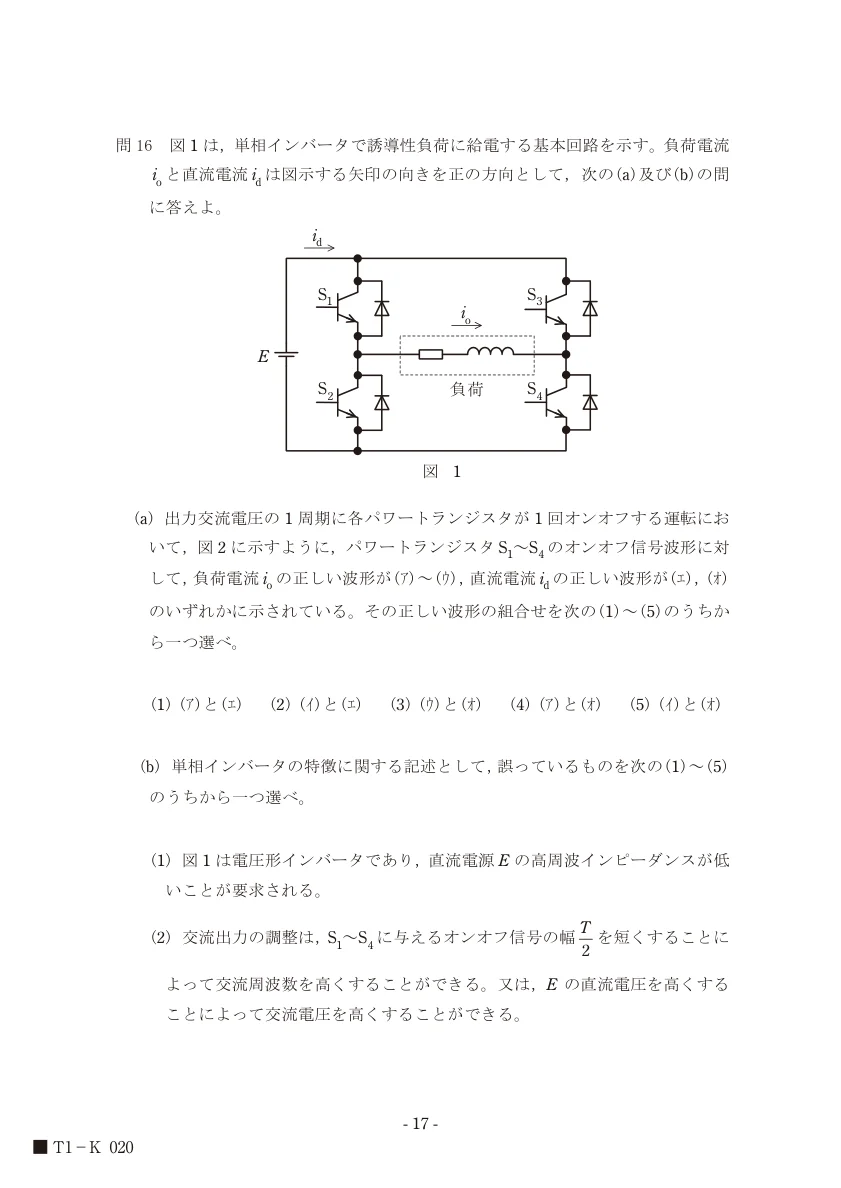 問 16 図 1 は，単相インバータで誘導性負荷に給電する基本回路を示す。負荷電流
ioと直流電流idは図示する矢印の向きを正の方向として，次の(a)及び(b)の問
に答えよ。
id
S1
S3
io
E
S2
負荷
S4
図 1
(a) 出力交流電圧の 1 周期に各パワートランジスタが 1 回オンオフする運転にお
いて，図 2 に示すように，パワートランジスタ S1～S4 のオンオフ信号波形に対
して，負荷電流ioの正しい波形が(ｱ)～(ｳ)，直流電流idの正しい波形が(ｴ)，(ｵ)
のいずれかに示されている。その正しい波形の組合せを次の(1)～(5)のうちか
ら一つ選べ。
(1) (ｱ)と(ｴ) (2) (ｲ)と(ｴ) (3) (ｳ)と(ｵ) (4) (ｱ)と(ｵ) (5) (ｲ)と(ｵ)
(b) 単相インバータの特徴に関する記述として，誤っているものを次の(1)～(5)
のうちから一つ選べ。
(1) 図 1 は電圧形インバータであり，直流電源 E の高周波インピーダンスが低
いことが要求される。
(2) 交流出力の調整は，S1～S4 に与えるオンオフ信号の幅 T/2 を短くすることに
よって交流周波数を高くすることができる。又は，E の直流電圧を高くする
ことによって交流電圧を高くすることができる。
- 17 -
■ T1－K 020